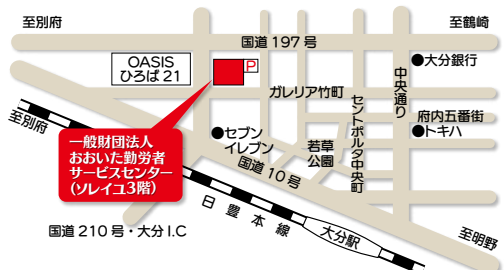 至別府
至鶴崎
国道 197 号
OASIS
ひろば 21
P
●大分銀行
中央通り
ガレリア竹町
セントポルタ中央町
府内五番街
●トキハ
至別府
●セブン
イレブン
若草
公園
一般財団法人
おおいた勤労者
サービスセンター
(ソレイユ3階)
国道 10 号
日豊本線
大分駅
国道 210 号・大分 I.C
至明野